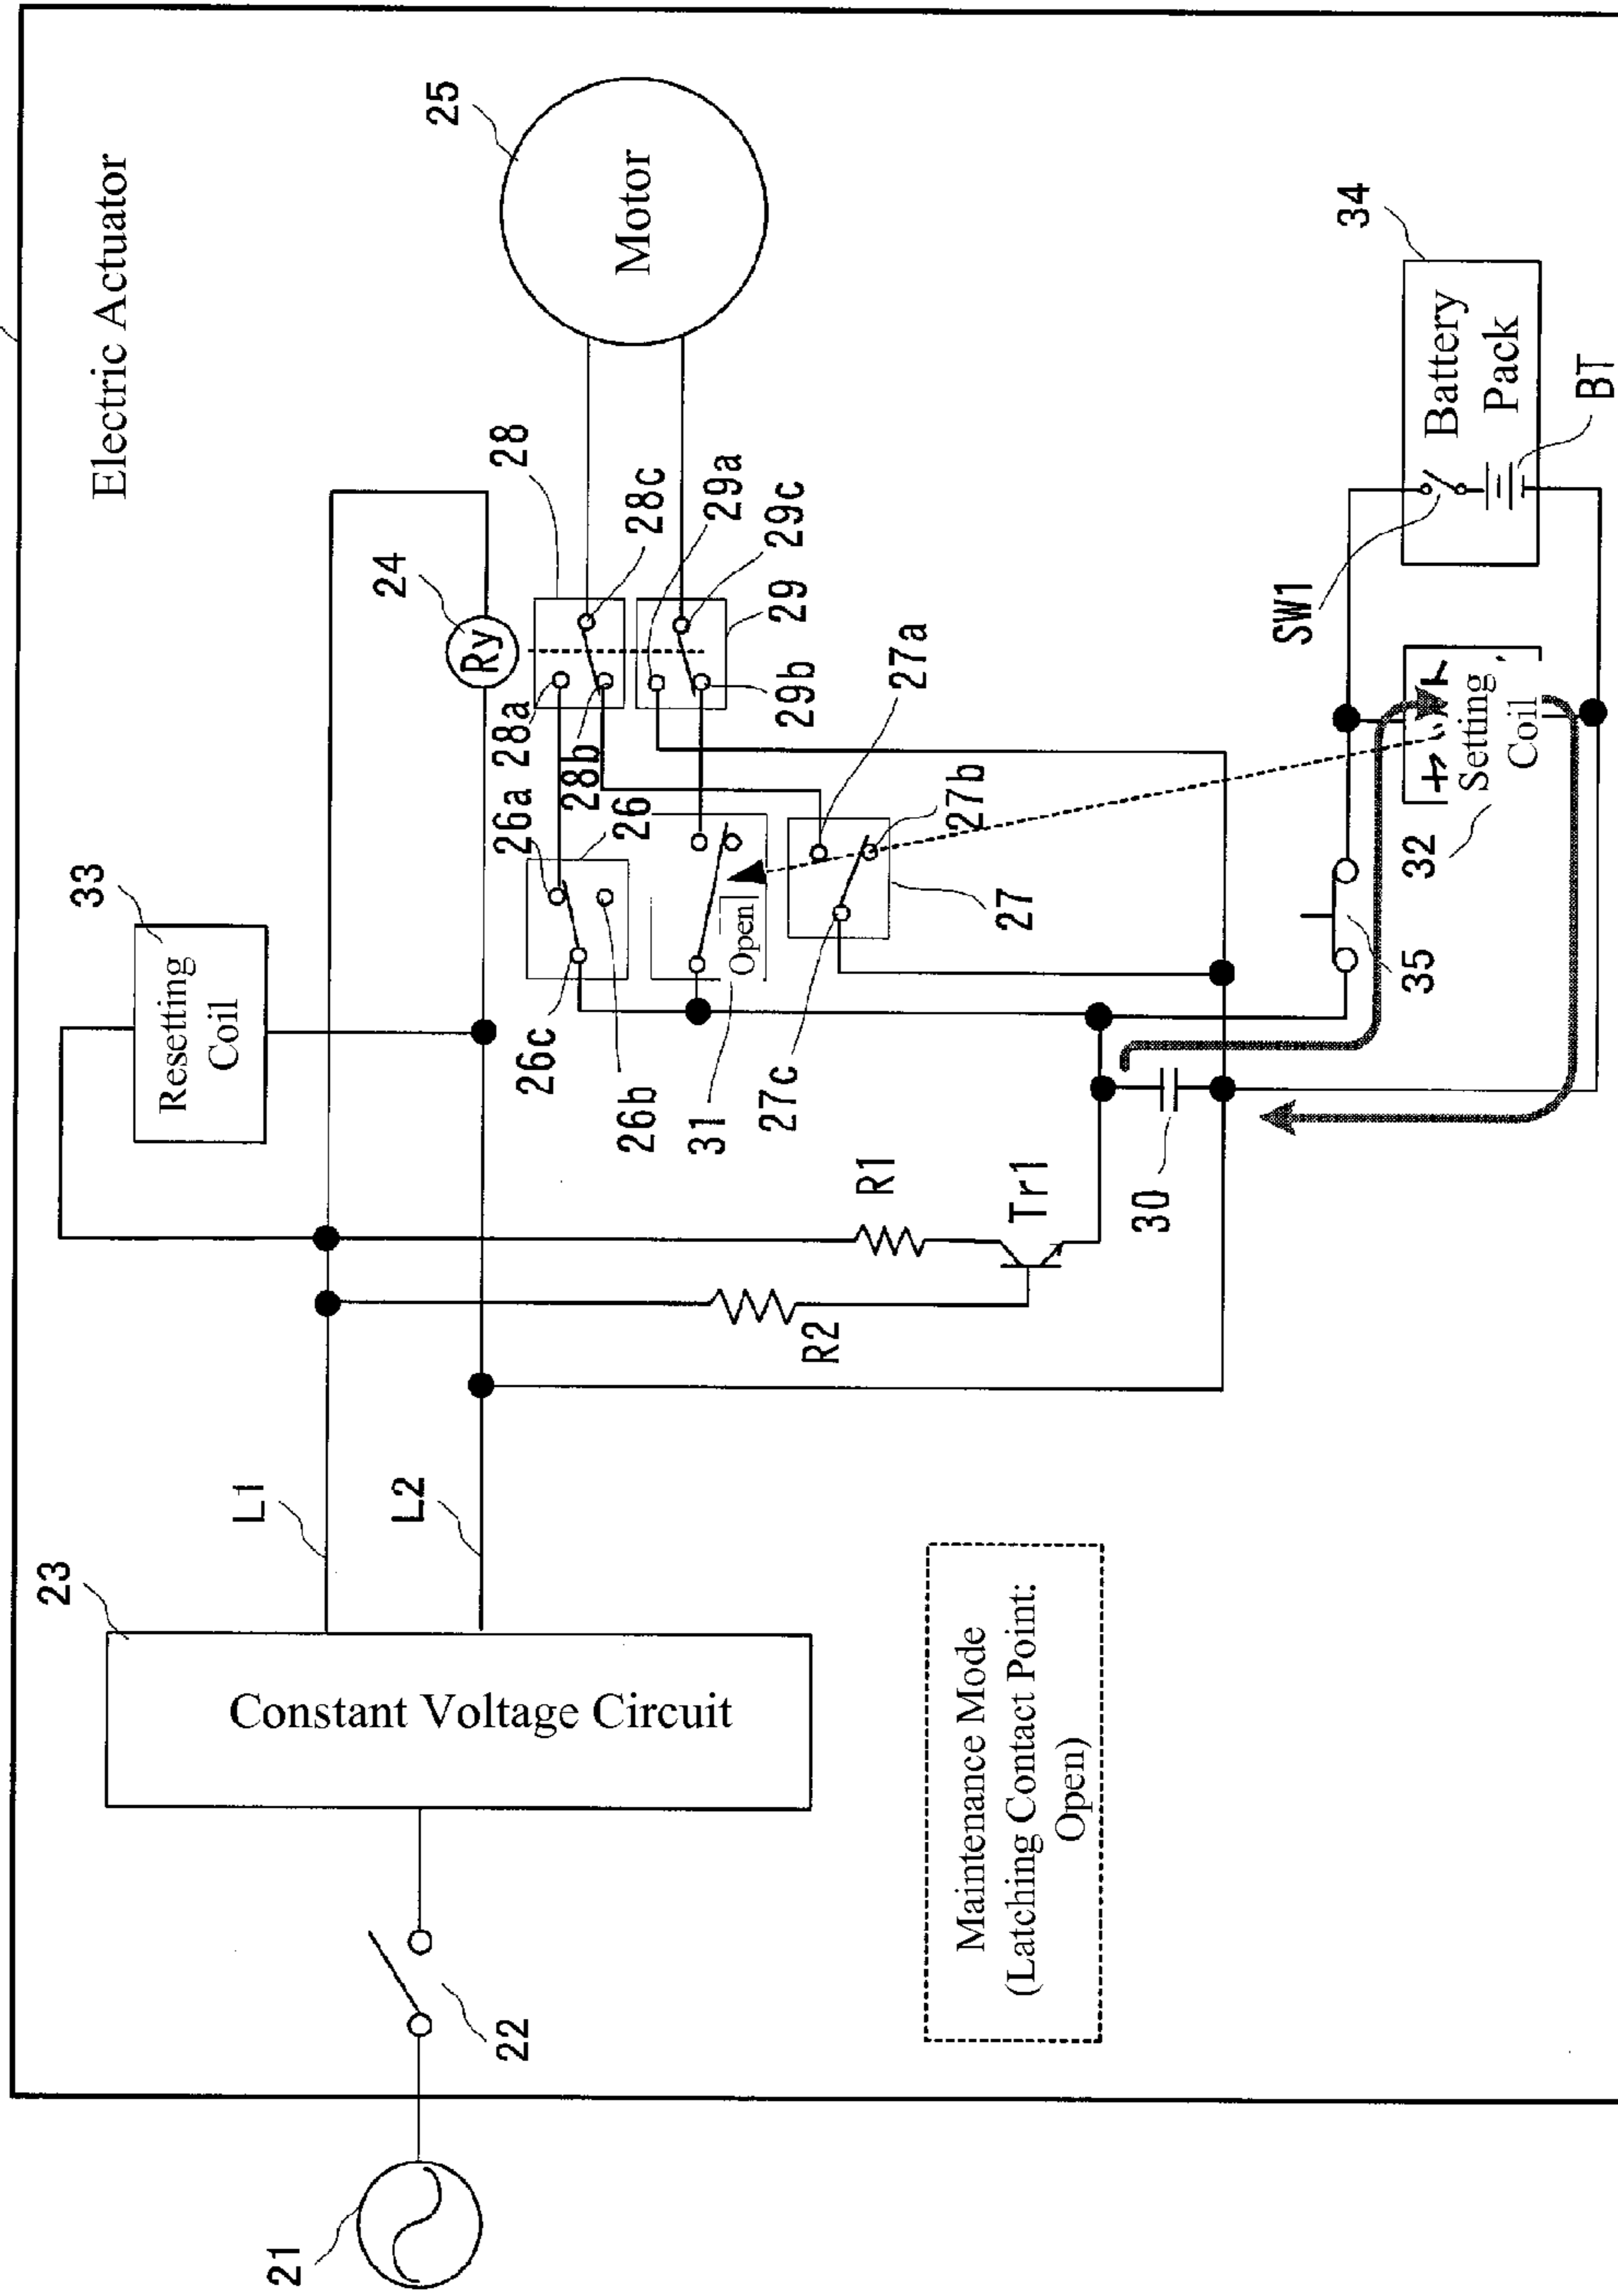 Electric Actuator
33
Resetting
Coil
24
Ry
25
Motor
23
Constant Voltage Circuit
L1
L2
21
22
26a
28a
28b
28
28c
26
26c
26b
29a
29c
29
29b
31
Open
27a
27b
27
27c
R1
R2
Tr1
30
35
32
Setting
Coil
SW1
34
Battery
Pack
BT
Maintenance Mode
(Latching Contact Point:
Open)